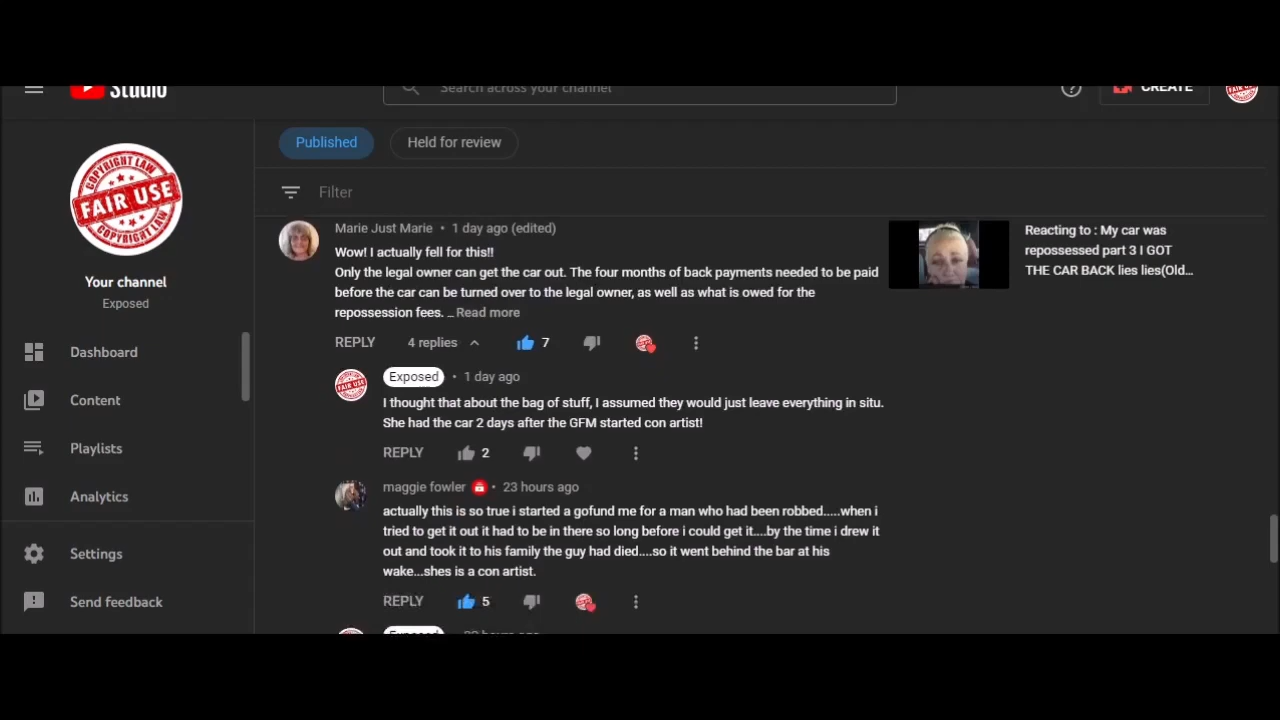 Studio
Search across your channel
CREATE
COPYRIGHT LAW
FAIR USE
COPYRIGHT LAW
Your channel
Exposed
Dashboard
Content
Playlists
Analytics
Settings
Send feedback
Published
Held for review
Filter
Marie Just Marie • 1 day ago (edited)
Wow! I actually fell for this!!
Only the legal owner can get the car out. The four months of back payments needed to be paid
before the car can be turned over to the legal owner, as well as what is owed for the
repossession fees. ... Read more
REPLY 4 replies 7
Reacting to : My car was
repossessed part 3 I GOT
THE CAR BACK lies lies(Old...
FAIR USE
Exposed • 1 day ago
I thought that about the bag of stuff, I assumed they would just leave everything in situ.
She had the car 2 days after the GFM started con artist!
REPLY 2
maggie fowler • 23 hours ago
actually this is so true i started a gofund me for a man who had been robbed.....when i
tried to get it out it had to be in there so long before i could get it....by the time i drew it
out and took it to his family the guy had died....so it went behind the bar at his
wake...shes is a con artist.
REPLY 5
Exposed